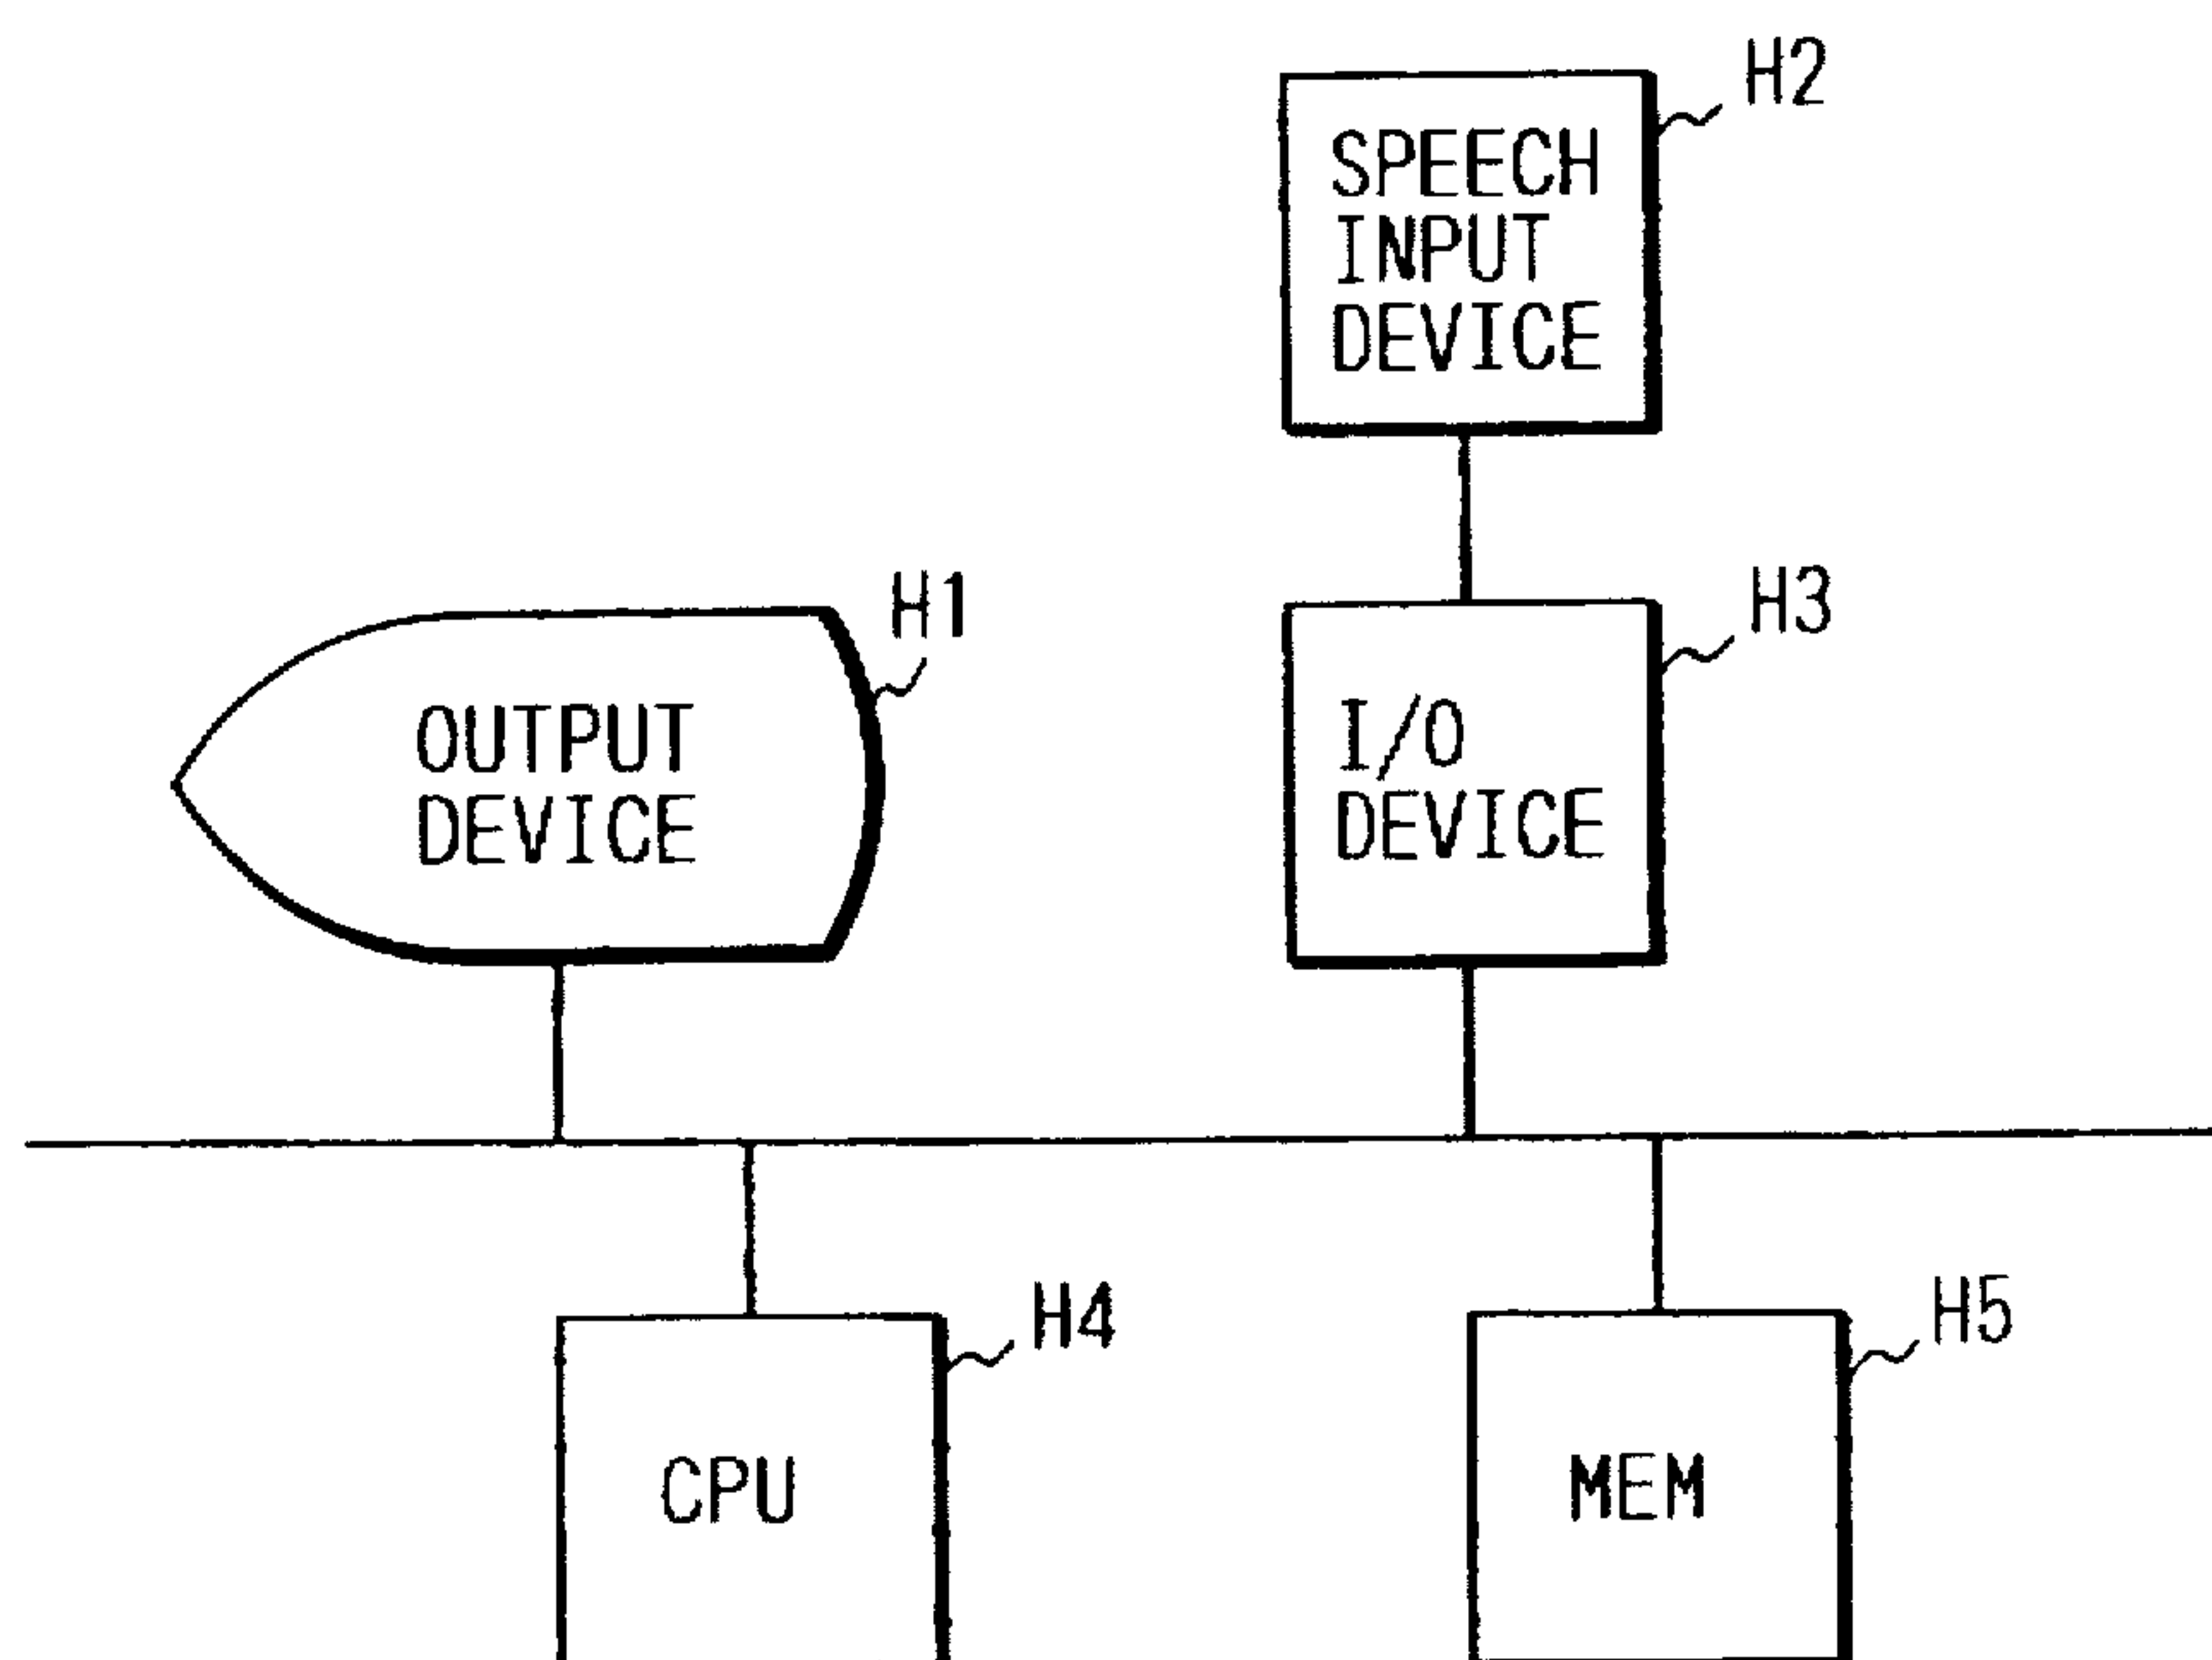 H2
SPEECH
INPUT
DEVICE
H1
OUTPUT
DEVICE
H3
I/O
DEVICE
H4
CPU
H5
MEM